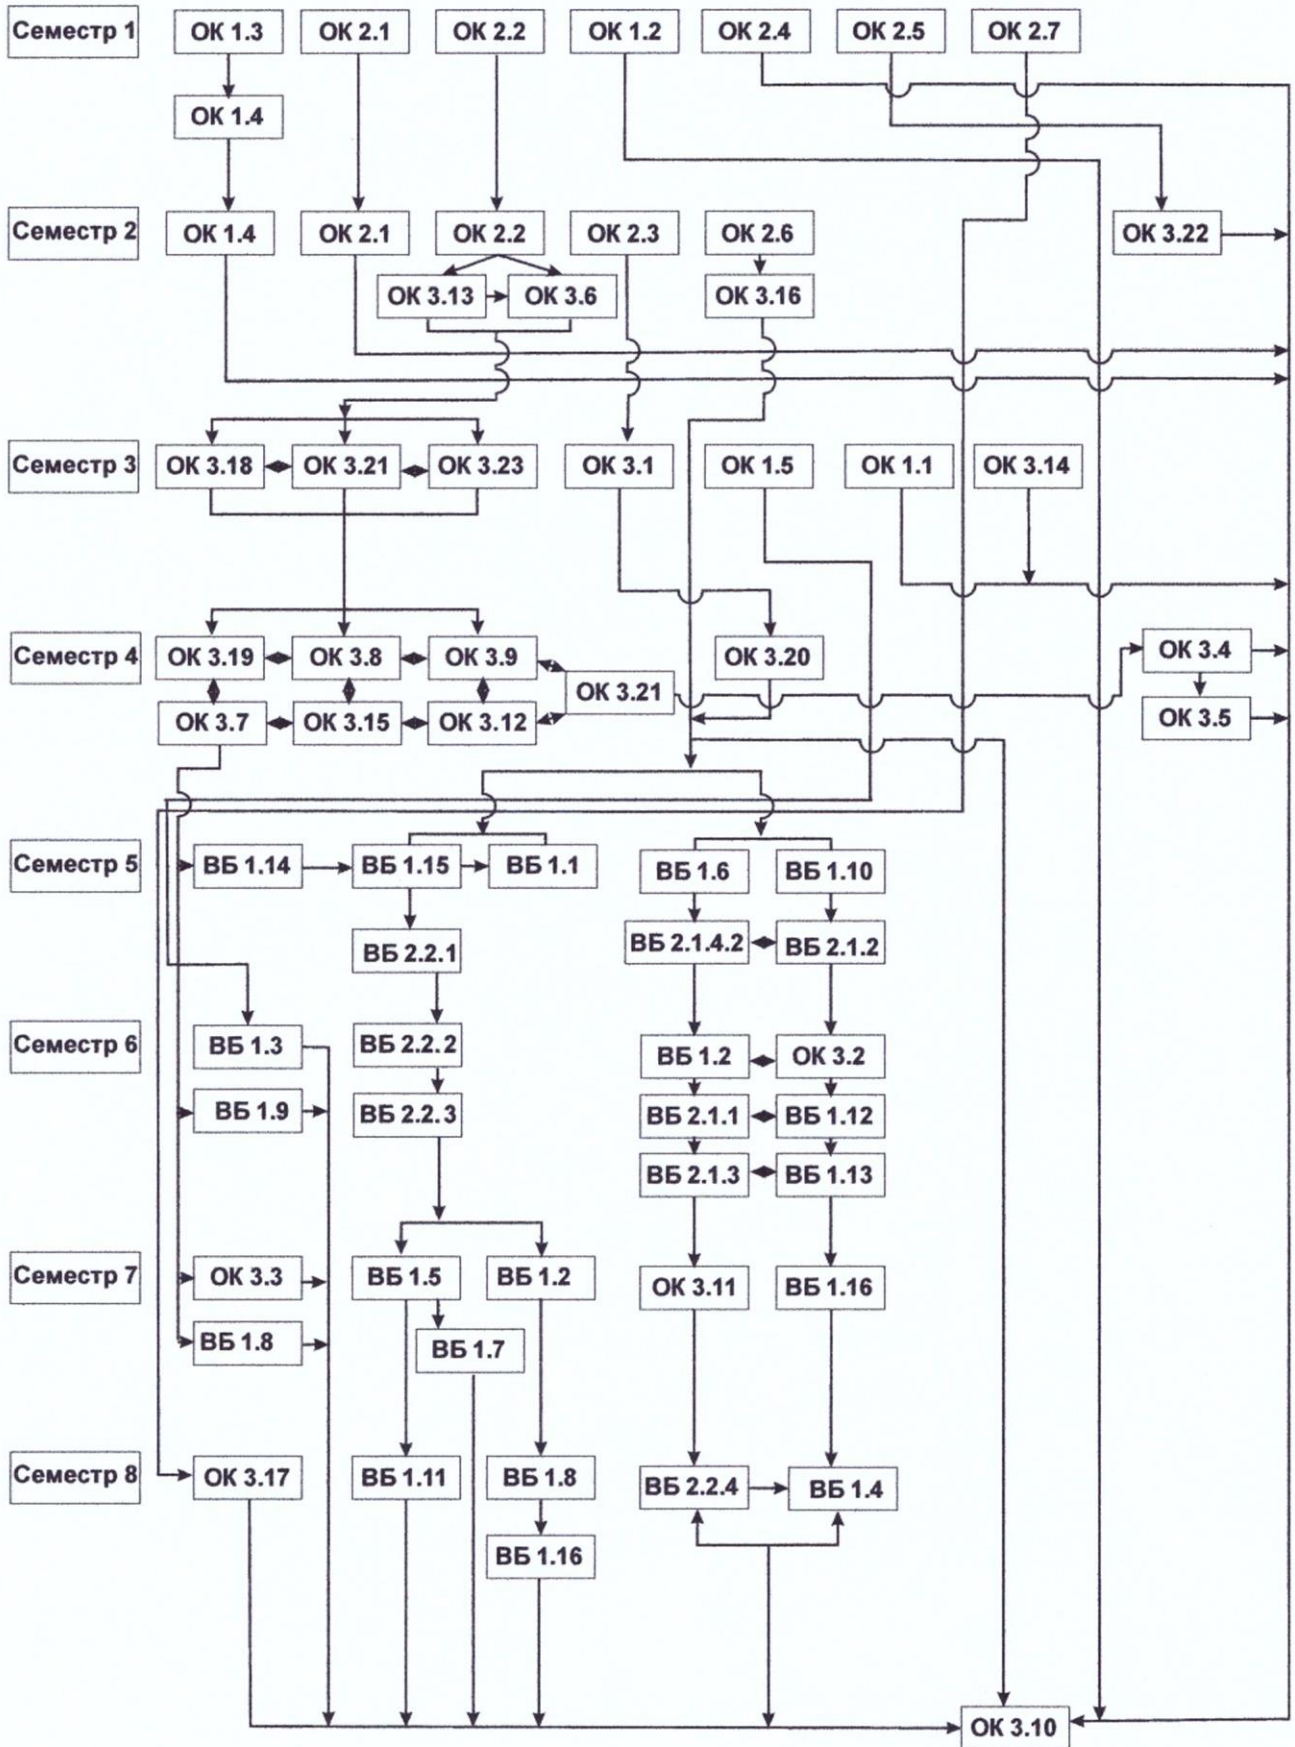 Семестр 1
ОК 1.3
ОК 2.1
ОК 2.2
ОК 1.2
ОК 2.4
ОК 2.5
ОК 2.7
ОК 1.4
Семестр 2
ОК 1.4
ОК 2.1
ОК 2.2
ОК 2.3
ОК 2.6
ОК 3.22
ОК 3.13
ОК 3.6
ОК 3.16
Семестр 3
ОК 3.18
ОК 3.21
ОК 3.23
ОК 3.1
ОК 1.5
ОК 1.1
ОК 3.14
Семестр 4
ОК 3.19
ОК 3.8
ОК 3.9
ОК 3.20
ОК 3.4
ОК 3.21
ОК 3.7
ОК 3.15
ОК 3.12
ОК 3.5
Семестр 5
ВБ 1.14
ВБ 1.15
ВБ 1.1
ВБ 1.6
ВБ 1.10
ВБ 2.2.1
ВБ 2.1.4.2
ВБ 2.1.2
Семестр 6
ВБ 1.3
ВБ 2.2.2
ВБ 1.2
ОК 3.2
ВБ 1.9
ВБ 2.2.3
ВБ 2.1.1
ВБ 1.12
ВБ 2.1.3
ВБ 1.13
Семестр 7
ОК 3.3
ВБ 1.5
ВБ 1.2
ОК 3.11
ВБ 1.16
ВБ 1.8
ВБ 1.7
Семестр 8
ОК 3.17
ВБ 1.11
ВБ 1.8
ВБ 2.2.4
ВБ 1.4
ВБ 1.16
ОК 3.10